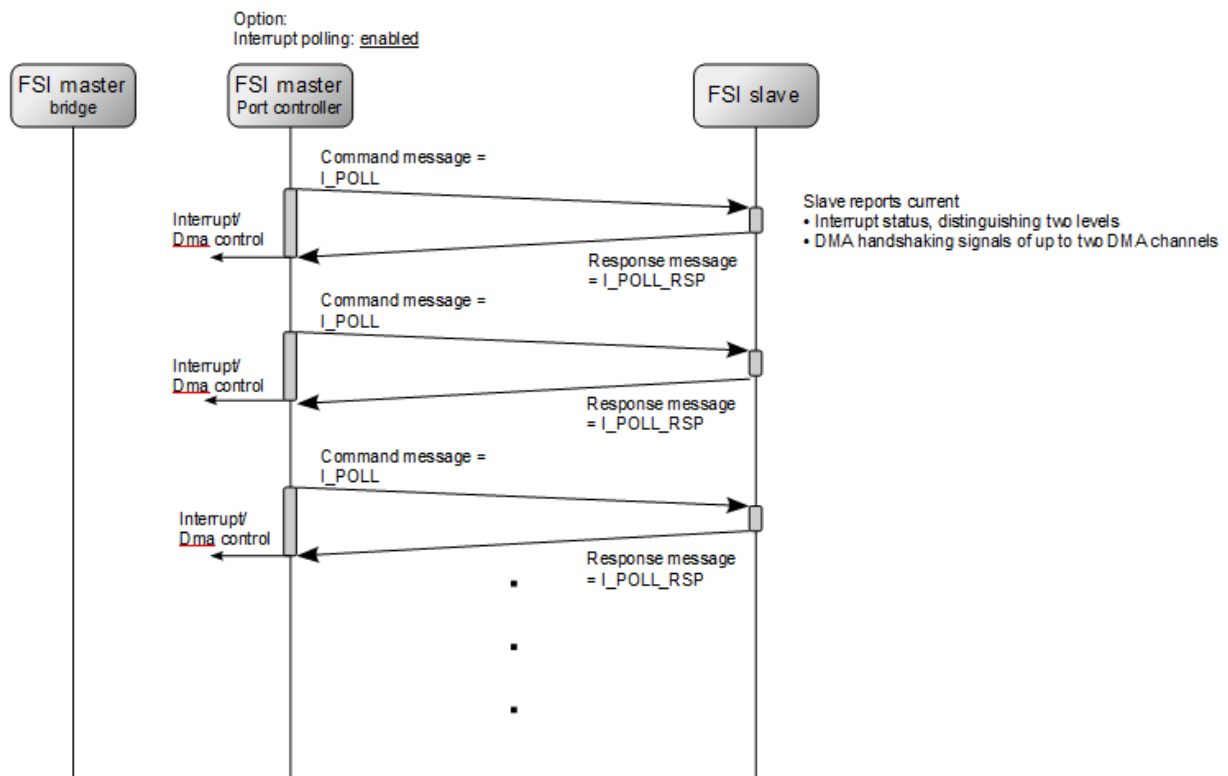 Option:
Interrupt polling: enabled
FSI master
bridge
FSI master
Port controller
FSI slave
Command message =
I_POLL
Interrupt/
Dma control
Slave reports current
• Interrupt status, distinguishing two levels
• DMA handshaking signals of up to two DMA channels
Response message
= I_POLL_RSP
Command message =
I_POLL
Interrupt/
Dma control
Response message
= I_POLL_RSP
Command message =
I_POLL
Interrupt/
Dma control
Response message
= I_POLL_RSP